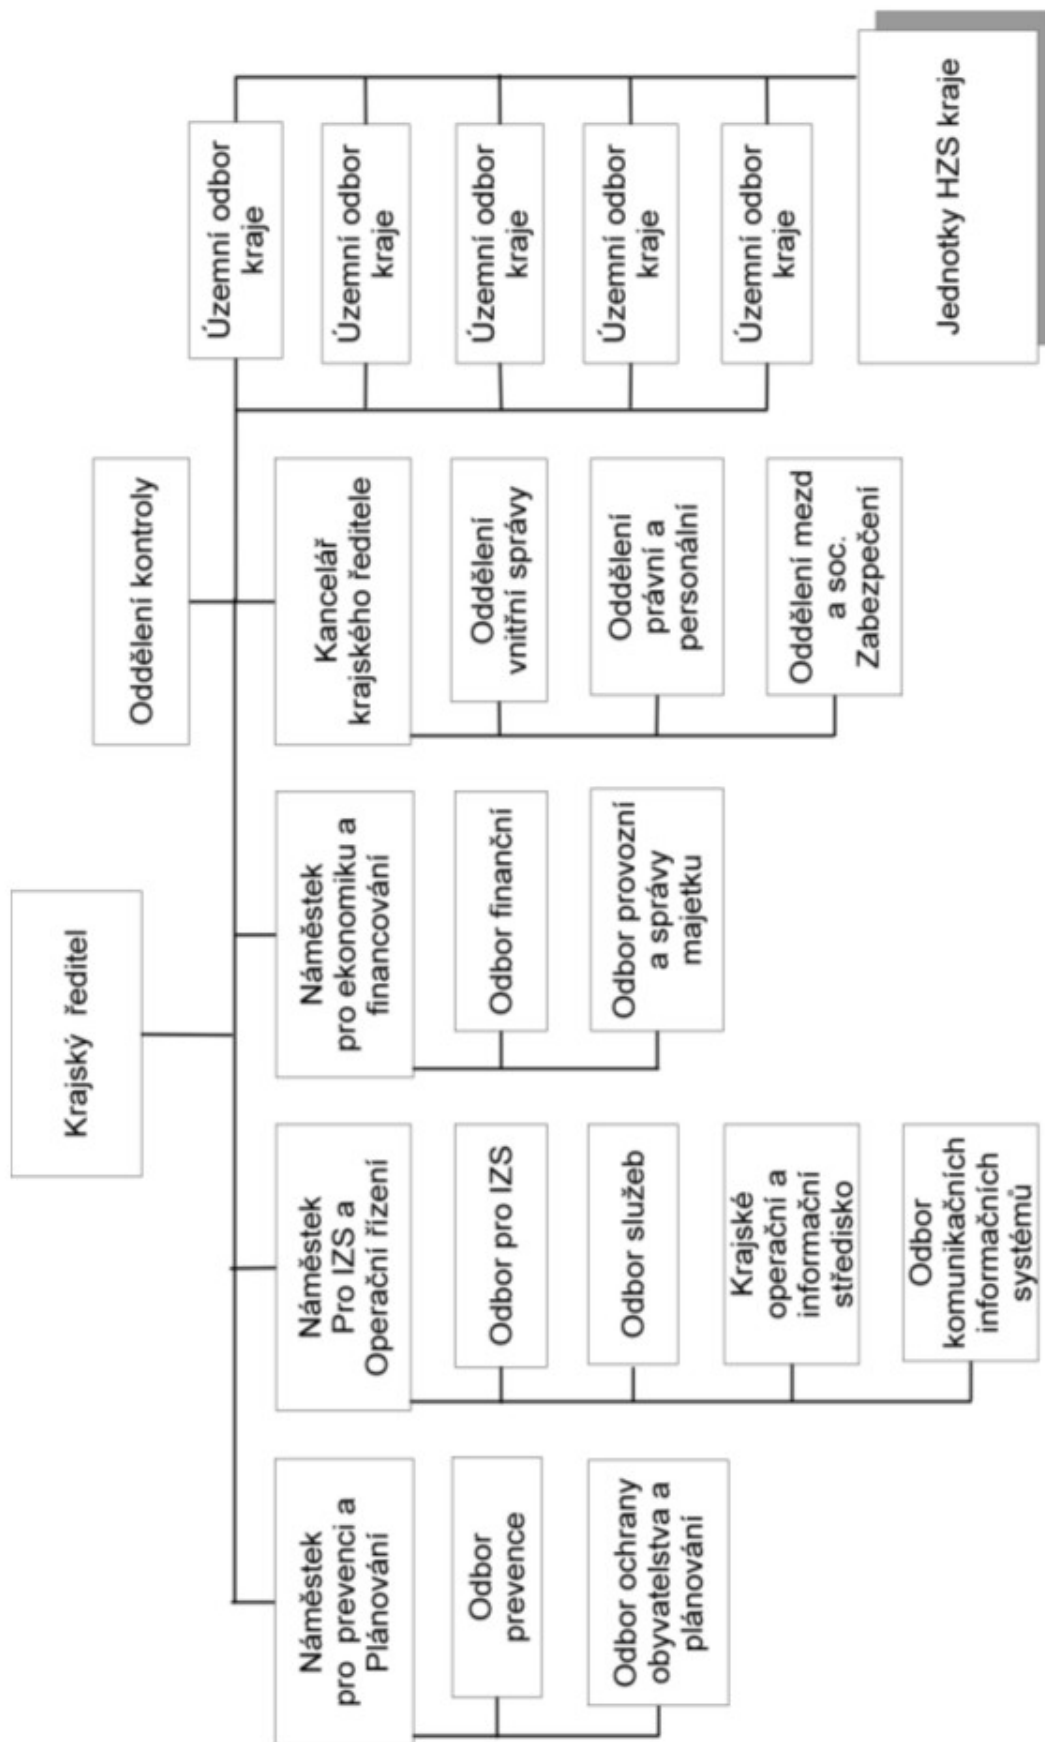 Krajský ředitel
Oddělení kontroly
Náměstek
pro prevenci a
Plánování
Odbor
prevence
Odbor ochrany
obyvatelstva a
plánování
Náměstek
Pro IZS a
Operační řízení
Odbor pro IZS
Odbor služeb
Krajské
operační a
informační
středisko
Odbor
komunikačních
informačních
systémů
Náměstek
pro ekonomiku a
financování
Odbor finanční
Odbor provozní
a správy
majetku
Kancelář
krajského ředitele
Oddělení
vnitřní správy
Oddělení
právní a
personální
Oddělení mezd
a soc.
Zabezpečení
Územní odbor
kraje
Územní odbor
kraje
Územní odbor
kraje
Územní odbor
kraje
Územní odbor
kraje
Jednotky HZS kraje